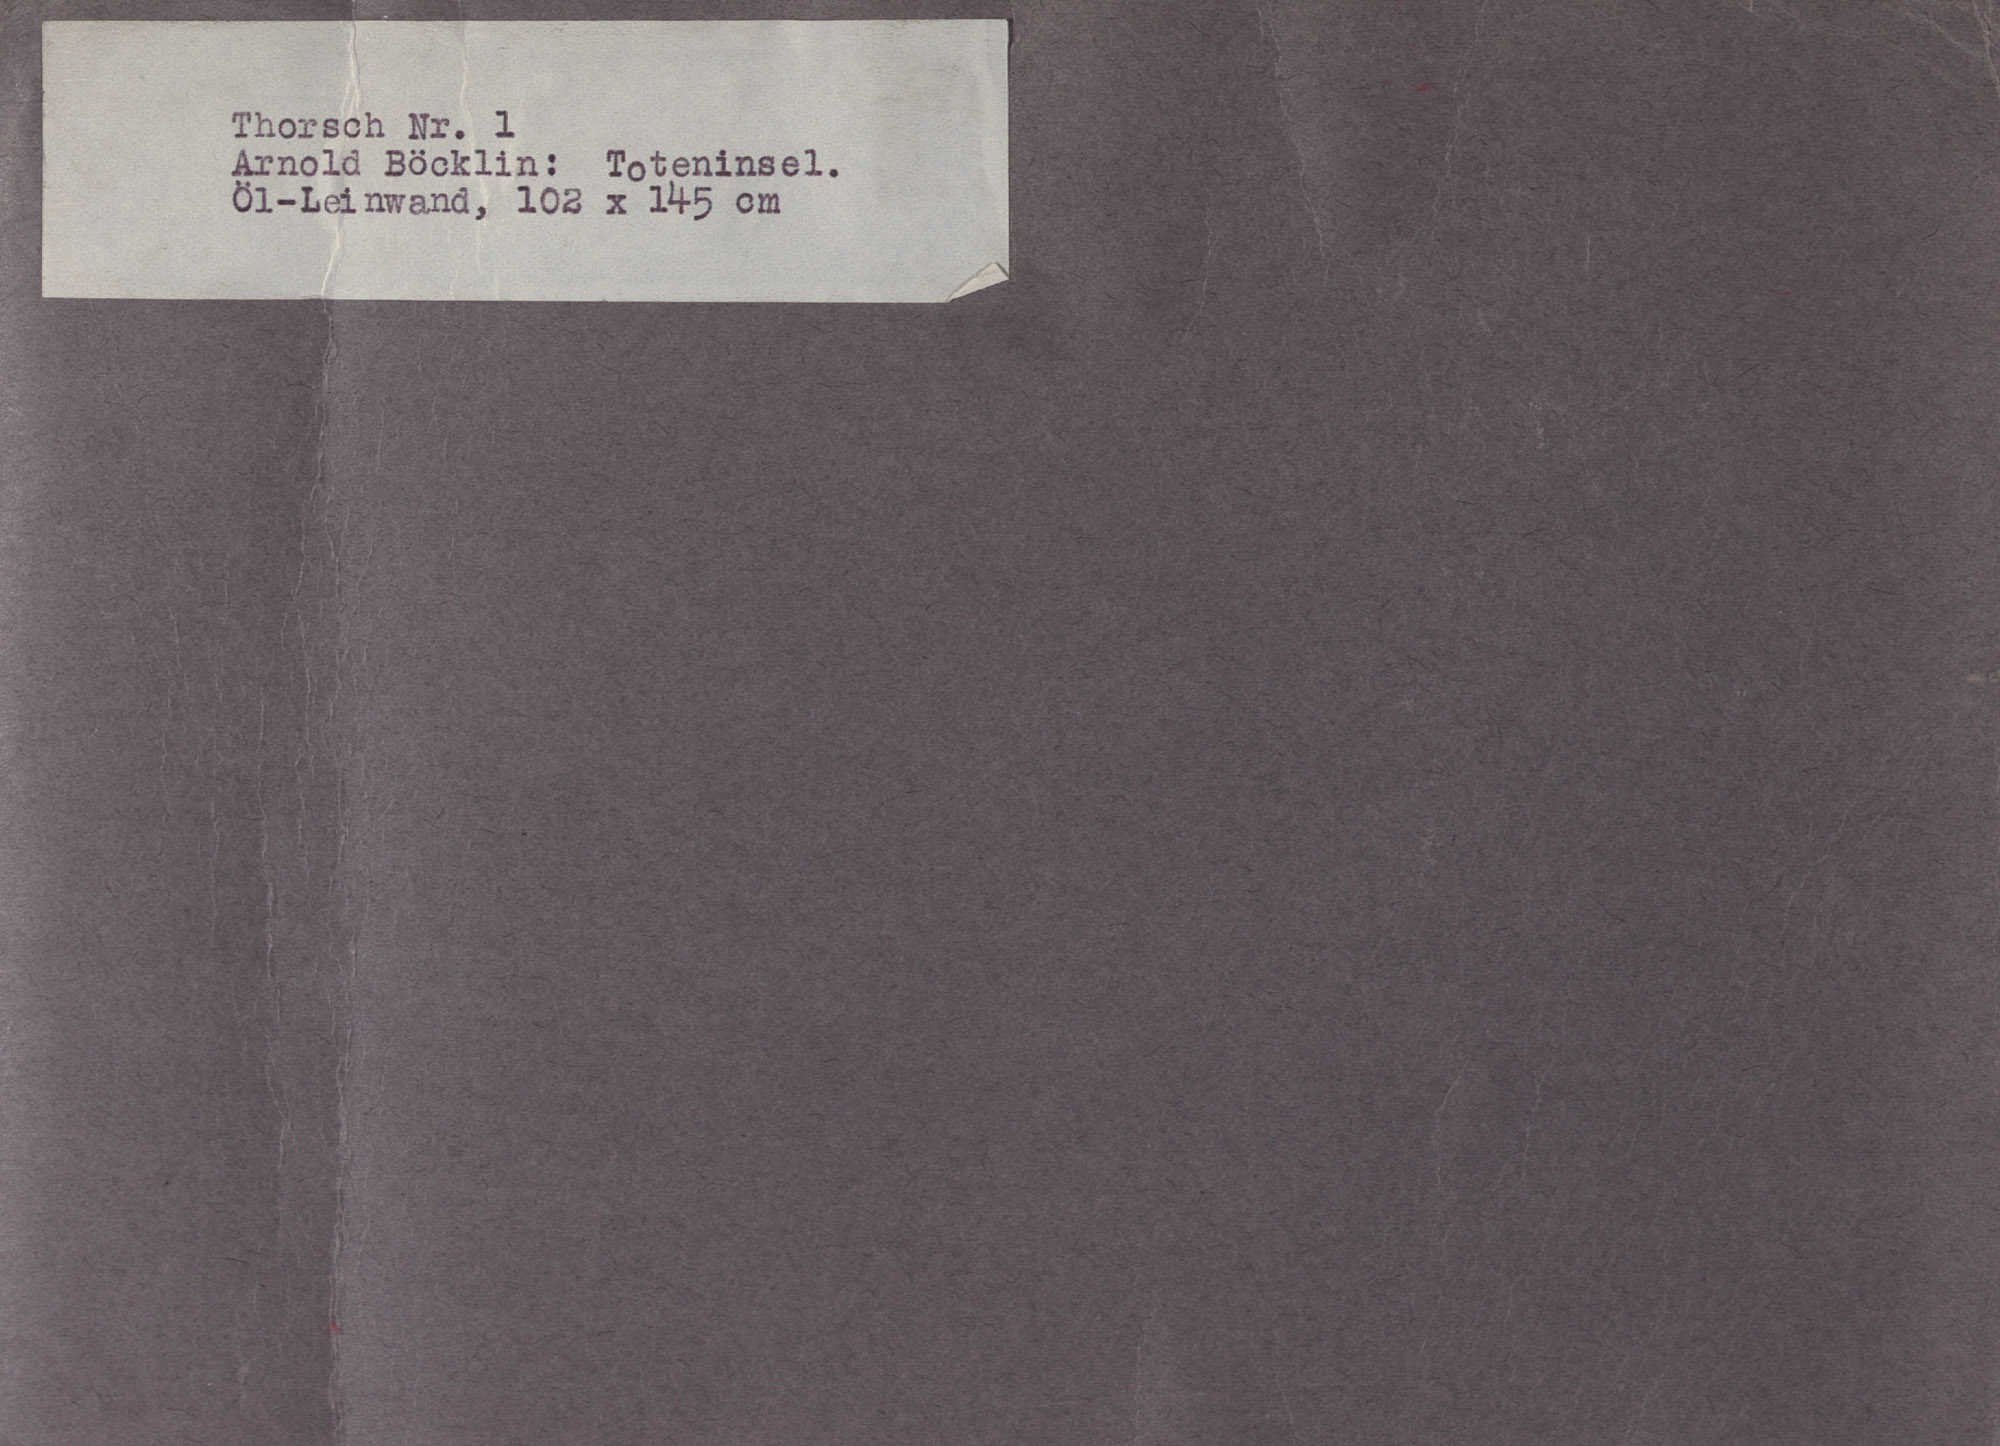 Thorsch Nr. 1
Arnold Böcklin: Toteninsel.
Öl-Leinwand, 102 x 145 cm